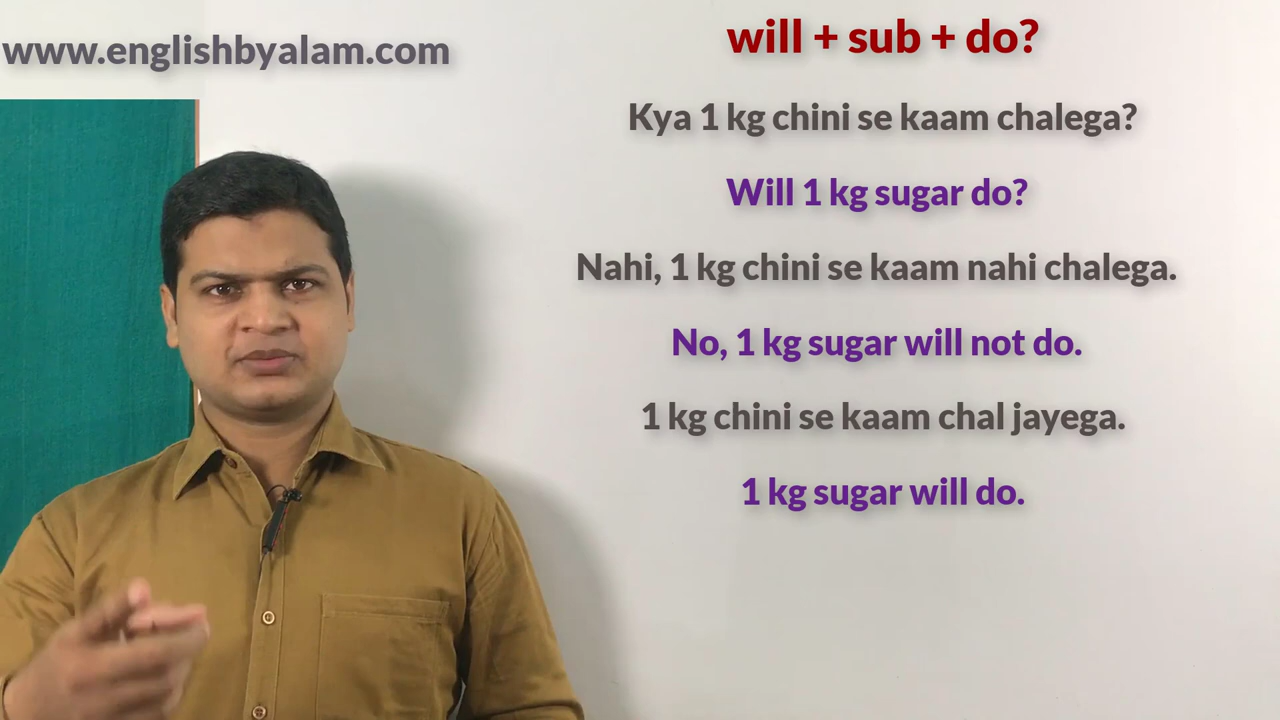 www.englishbyalam.com
will + sub + do?
Kya 1 kg chini se kaam chalega?
Will 1 kg sugar do?
Nahi, 1 kg chini se kaam nahi chalega.
No, 1 kg sugar will not do.
1 kg chini se kaam chal jayega.
1 kg sugar will do.